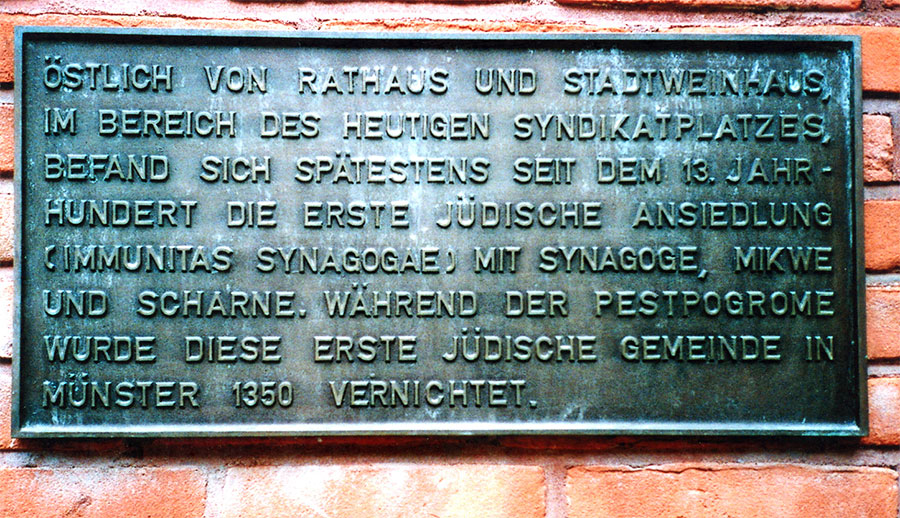 ÖSTLICH VON RATHAUS UND STADTWEINHAUS,
IM BEREICH DES HEUTIGEN SYNDIKATPLATZES,
BEFAND SICH SPÄTESTENS SEIT DEM 13. JAHR-
HUNDERT DIE ERSTE JÜDISCHE ANSIEDLUNG
(IMMUNITAS SYNAGOGAE) MIT SYNAGOGE, MIKWE
UND SCHARNE. WÄHREND DER PESTPOGROME
WURDE DIESE ERSTE JÜDISCHE GEMEINDE IN
MÜNSTER 1350 VERNICHTET.